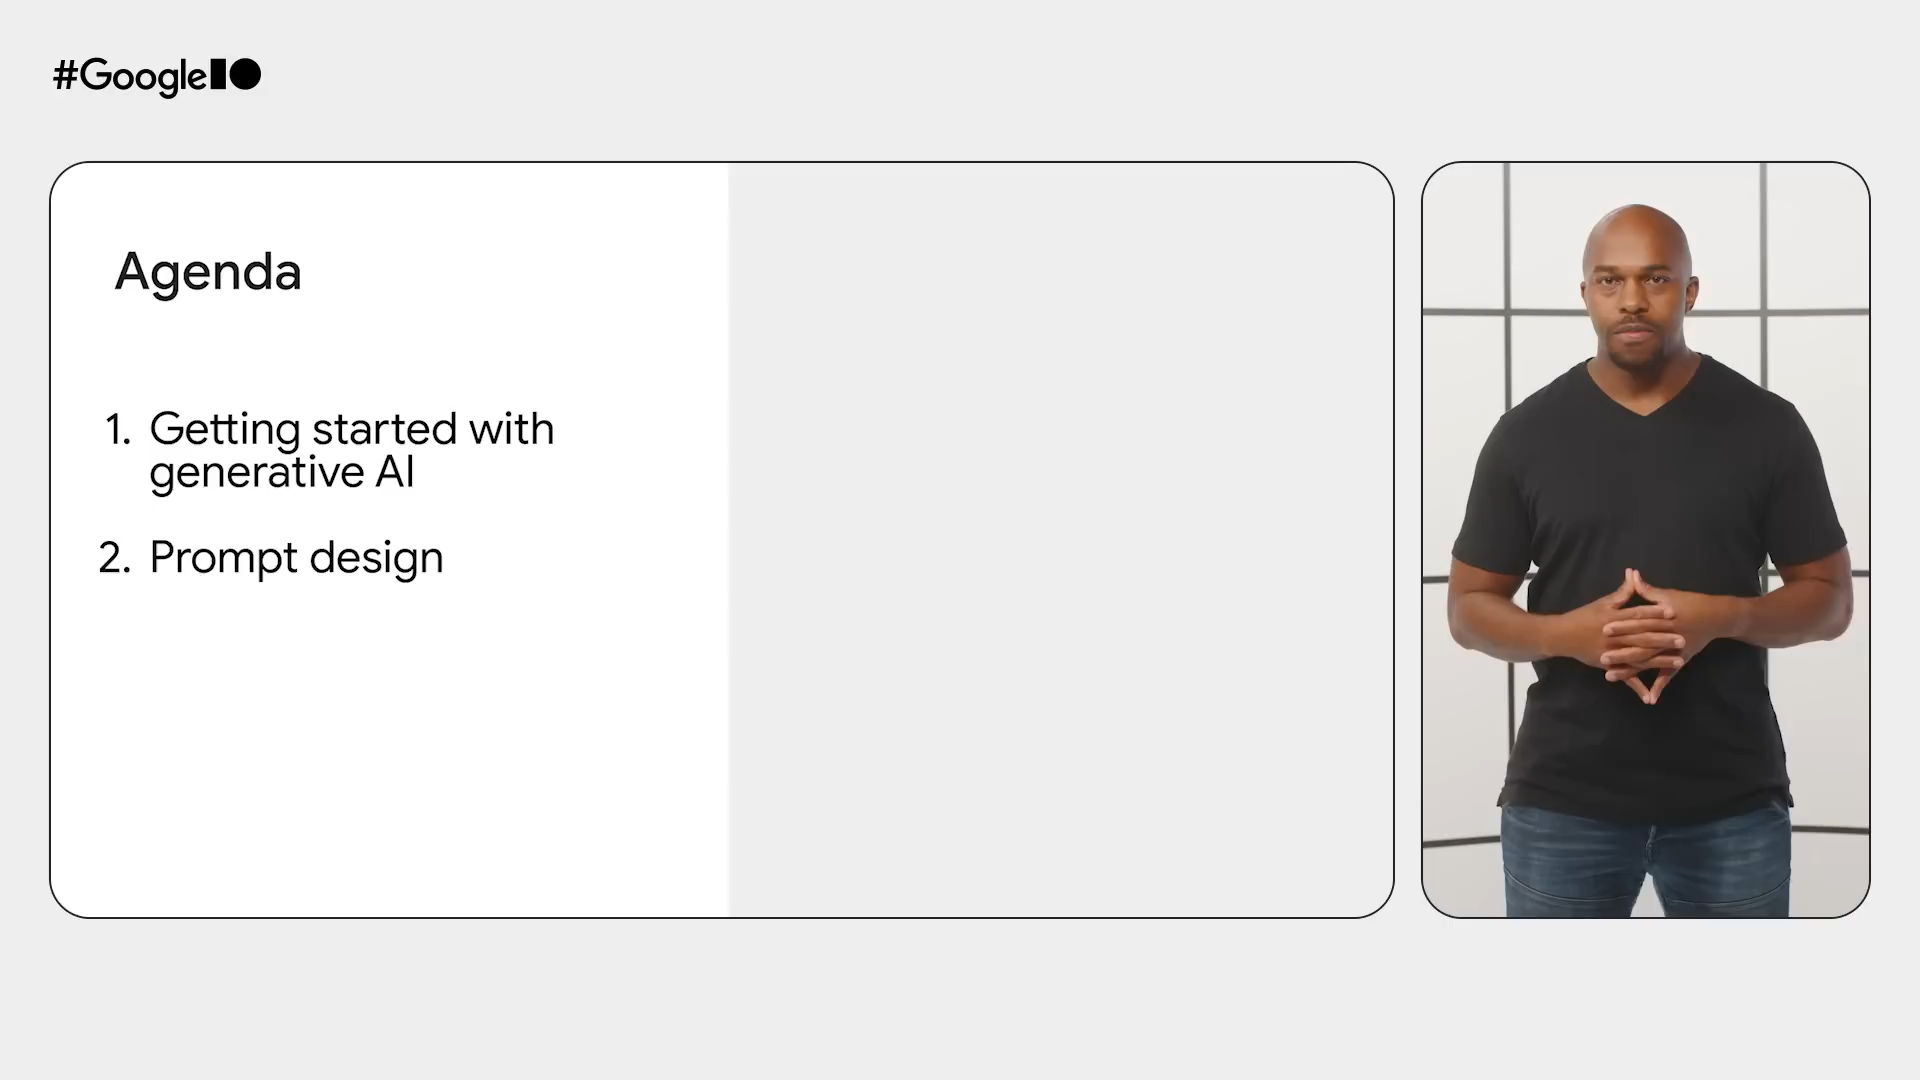 #GoogleIO
Agenda
1. Getting started with
generative AI
2. Prompt design